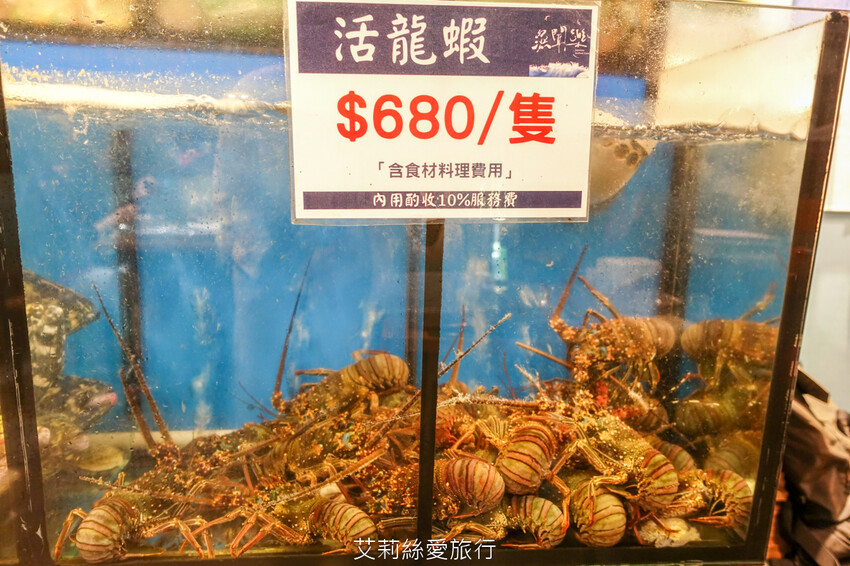 活龍蝦
$680/隻
「含食材料理費用」
內用酌收10%服務費
艾莉絲愛旅行